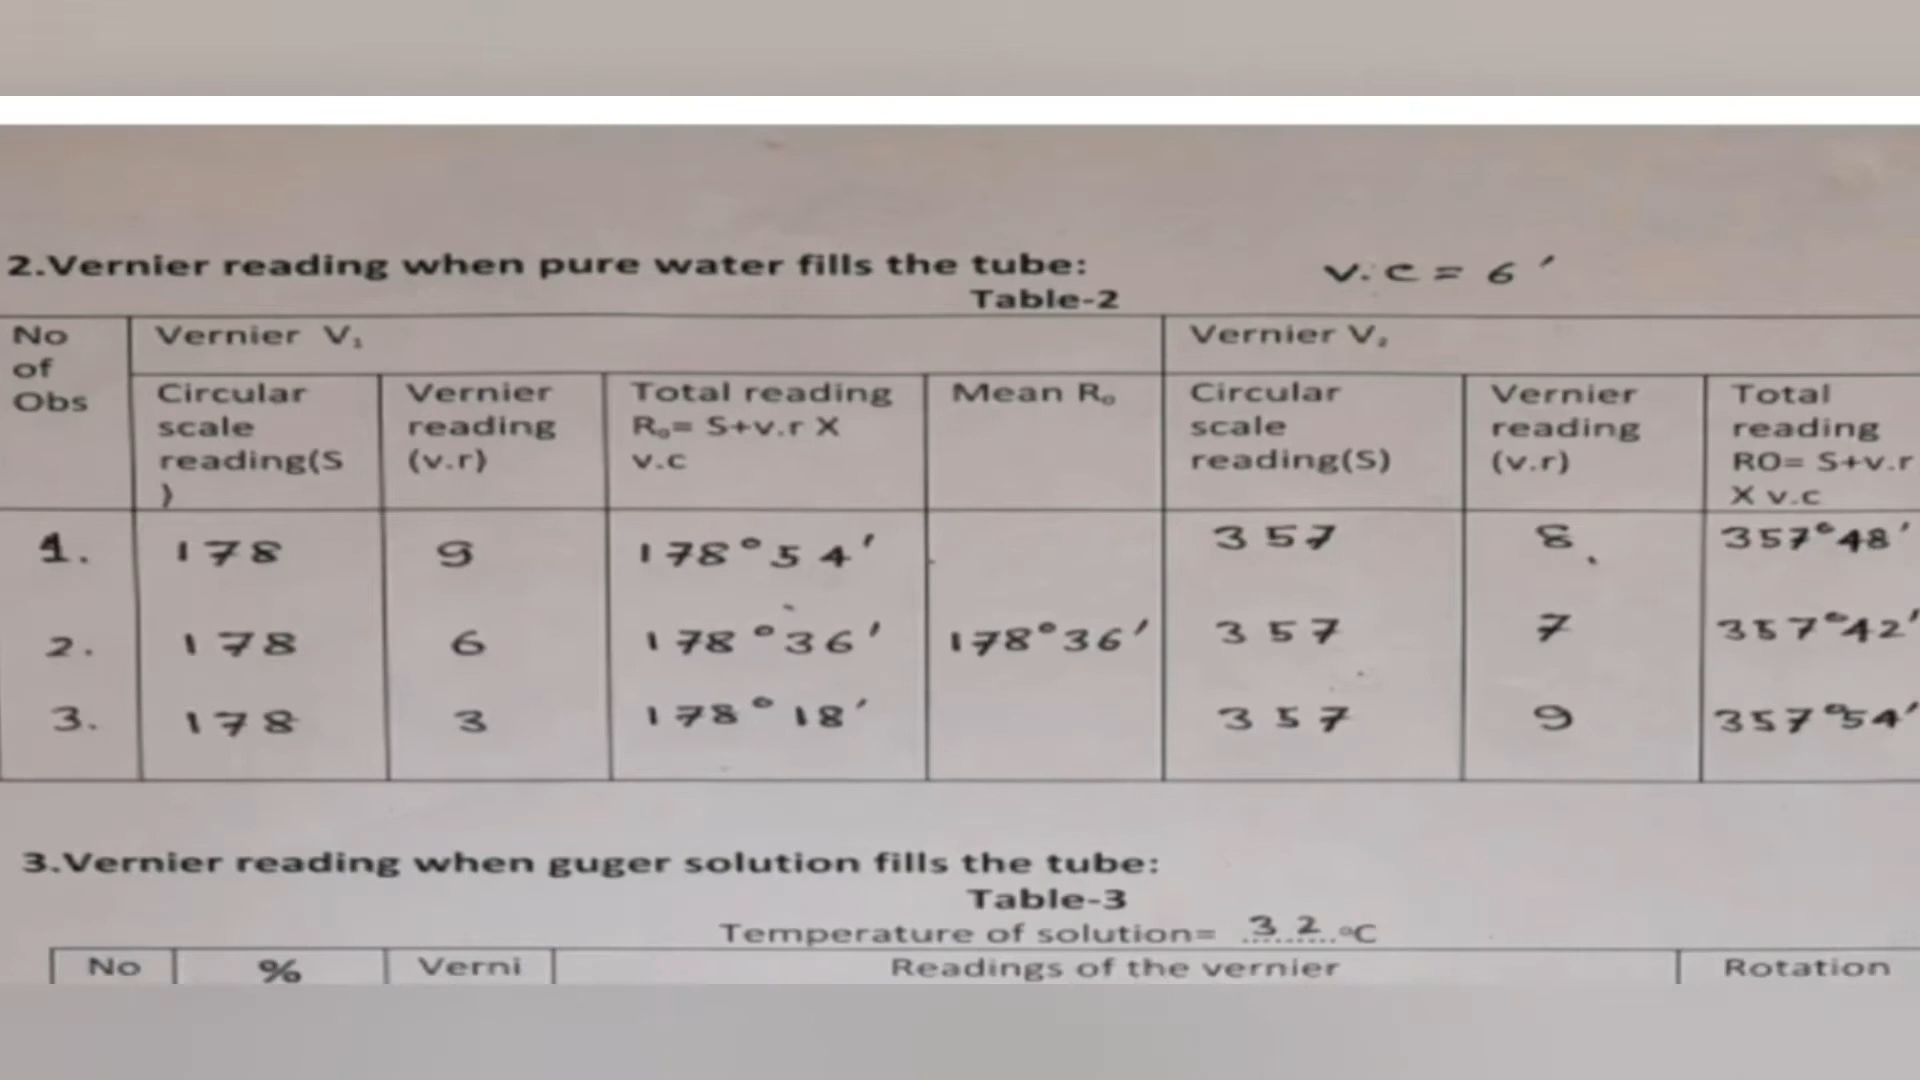 2.Vernier reading when pure water fills the tube: v.c = 6'
Table-2
No of Obs Vernier V₁ Vernier V₂
Circular scale reading(S) Vernier reading (v.r) Total reading R₀= S+v.r X v.c Mean R₀ Circular scale reading(S) Vernier reading (v.r) Total reading RO= S+v.r X v.c
1. 178 9 178°54' 357 8 357°48'
2. 178 6 178°36' 178°36' 357 7 357°42'
3. 178 3 178°18' 357 9 357°54'
3.Vernier reading when guger solution fills the tube:
Table-3
Temperature of solution= 32 °C
No % Verni Readings of the vernier Rotation